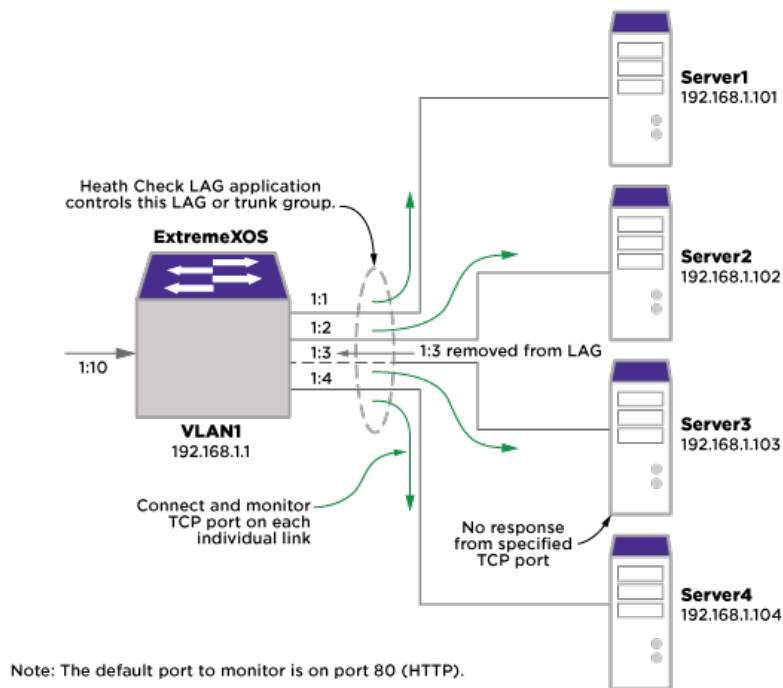 Server1
192.168.1.101
Heath Check LAG application
controls this LAG or trunk group.
ExtremeXOS
Server2
192.168.1.102
1:1
1:2
1:3
1:3 removed from LAG
1:4
1:10
VLAN1
192.168.1.1
Server3
192.168.1.103
Connect and monitor
TCP port on each
individual link
No response
from specified
TCP port
Server4
192.168.1.104
Note: The default port to monitor is on port 80 (HTTP).